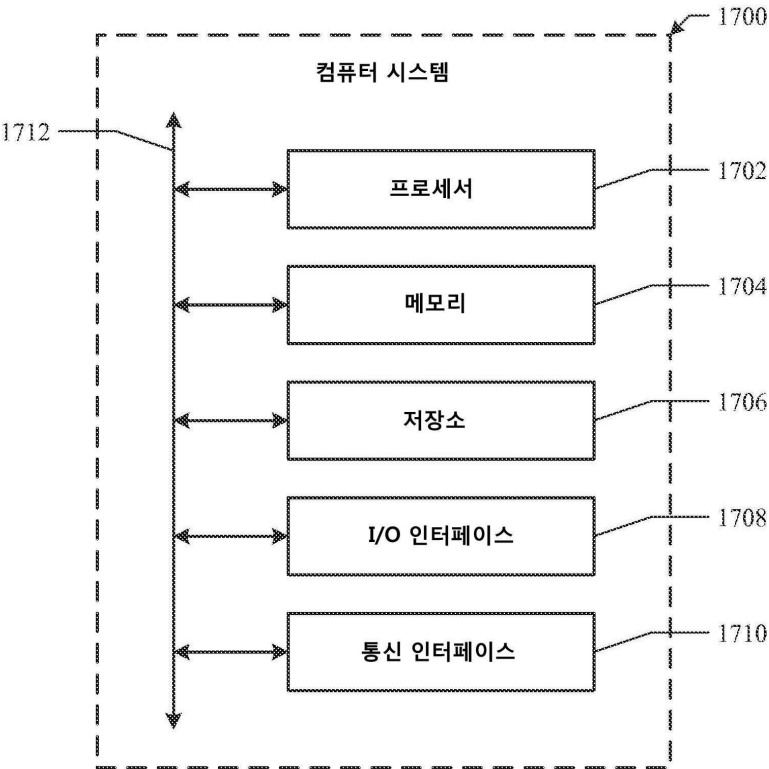 1700
컴퓨터 시스템
1712
프로세서
1702
메모리
1704
저장소
1706
I/O 인터페이스
1708
통신 인터페이스
1710